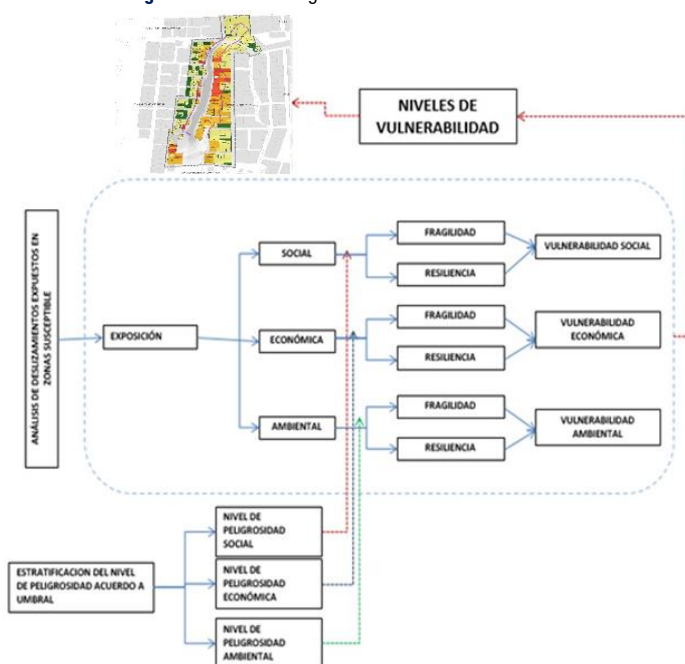 NIVELES DE
VULNERABILIDAD
ANÁLISIS DE DESLIZAMIENTOS EXPUESTOS EN
ZONAS SUSCEPTIBLE
EXPOSICIÓN
SOCIAL
ECONÓMICA
AMBIENTAL
FRAGILIDAD
RESILIENCIA
VULNERABILIDAD SOCIAL
FRAGILIDAD
RESILIENCIA
VULNERABILIDAD
ECONÓMICA
FRAGILIDAD
RESILIENCIA
VULNERABILIDAD
AMBIENTAL
ESTRATIFICACION DEL NIVEL
DE PELIGROSIDAD ACUERDO A
UMBRAL
NIVEL DE
PELIGROSIDAD
SOCIAL
NIVEL DE
PELIGROSIDAD
ECONÓMICA
NIVEL DE
PELIGROSIDAD
AMBIENTAL